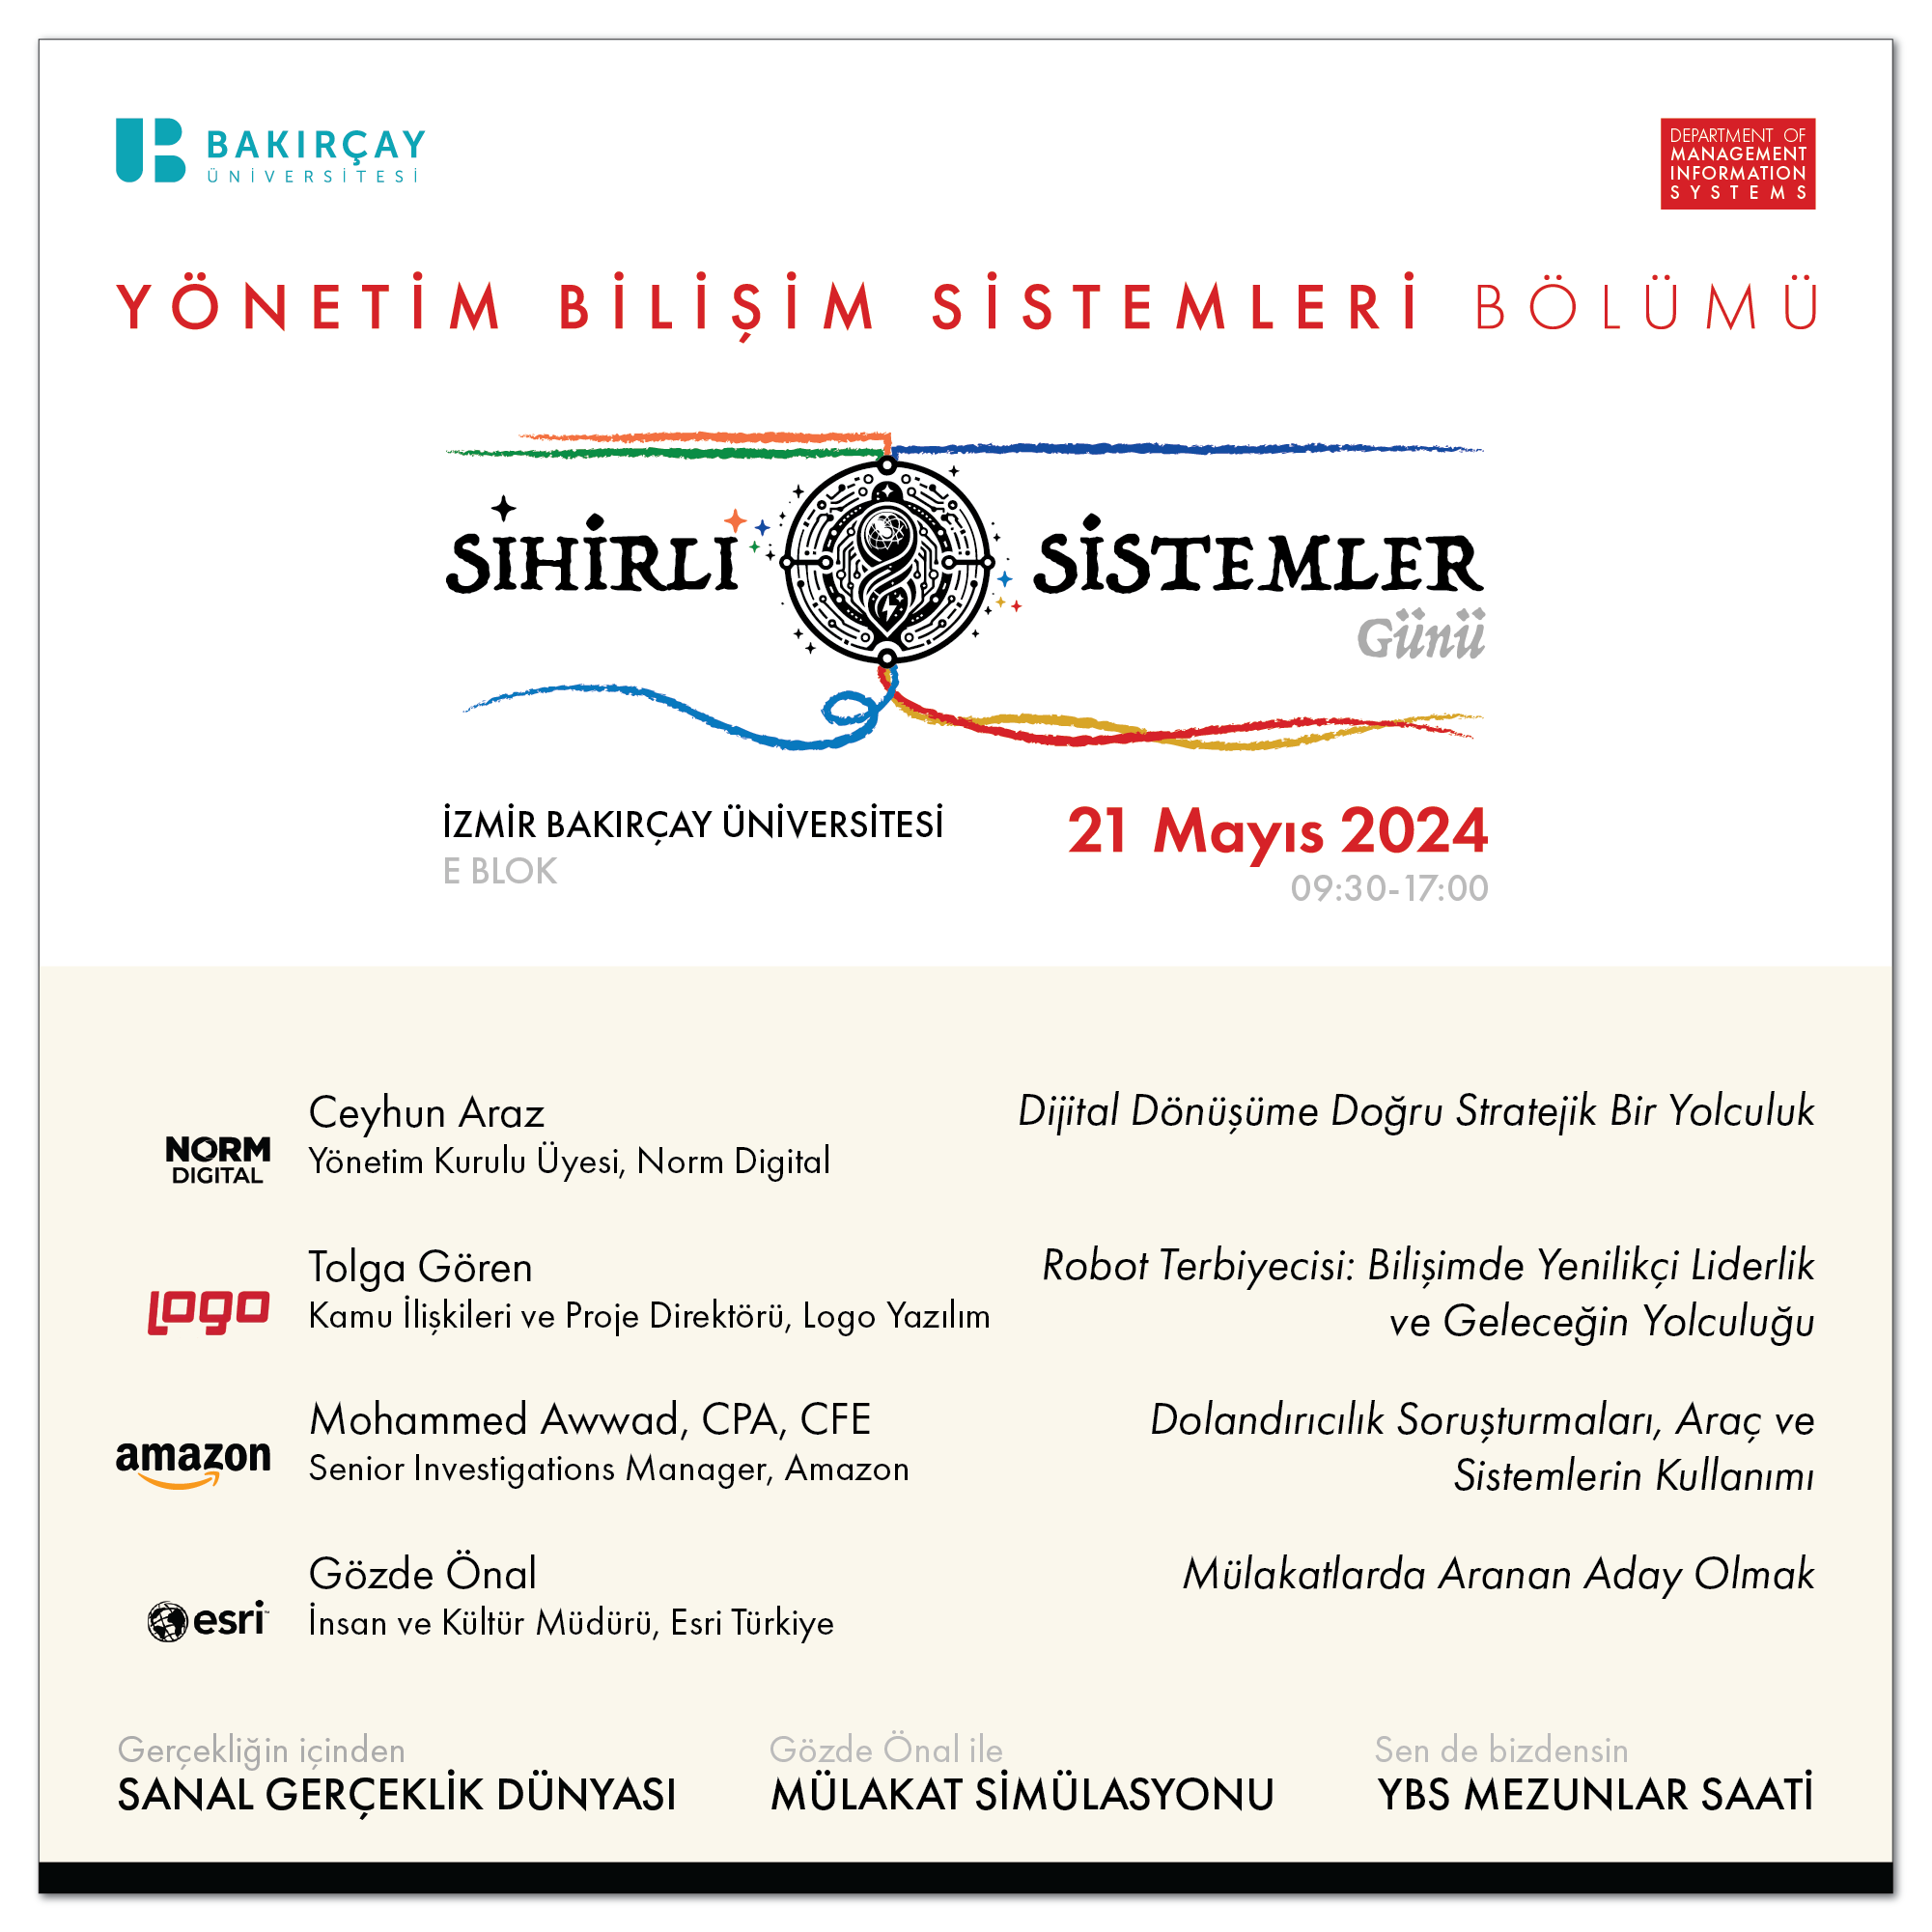 BAKIRÇAY
ÜNİVERSİTESİ
DEPARTMENT OF
MANAGEMENT
INFORMATION
SYSTEMS
YÖNETİM BİLİŞİM SİSTEMLERİ BÖLÜMÜ
SİHİRLİ SİSTEMLER
Günü
İZMİR BAKIRÇAY ÜNİVERSİTESİ
E BLOK
21 Mayıs 2024
09:30-17:00
NORM
DIGITAL
Ceyhun Araz
Yönetim Kurulu Üyesi, Norm Digital
Dijital Dönüşüme Doğru Stratejik Bir Yolculuk
LOGO
Tolga Gören
Kamu İlişkileri ve Proje Direktörü, Logo Yazılım
Robot Terbiyecisi: Bilişimde Yenilikçi Liderlik
ve Geleceğin Yolculuğu
amazon
Mohammed Awwad, CPA, CFE
Senior Investigations Manager, Amazon
Dolandırıcılık Soruşturmaları, Araç ve
Sistemlerin Kullanımı
esri
Gözde Önal
İnsan ve Kültür Müdürü, Esri Türkiye
Mülakatlarda Aranan Aday Olmak
Gerçekliğin içinden
SANAL GERÇEKLİK DÜNYASI
Gözde Önal ile
MÜLAKAT SİMÜLASYONU
Sen de bizdensin
YBS MEZUNLAR SAATİ